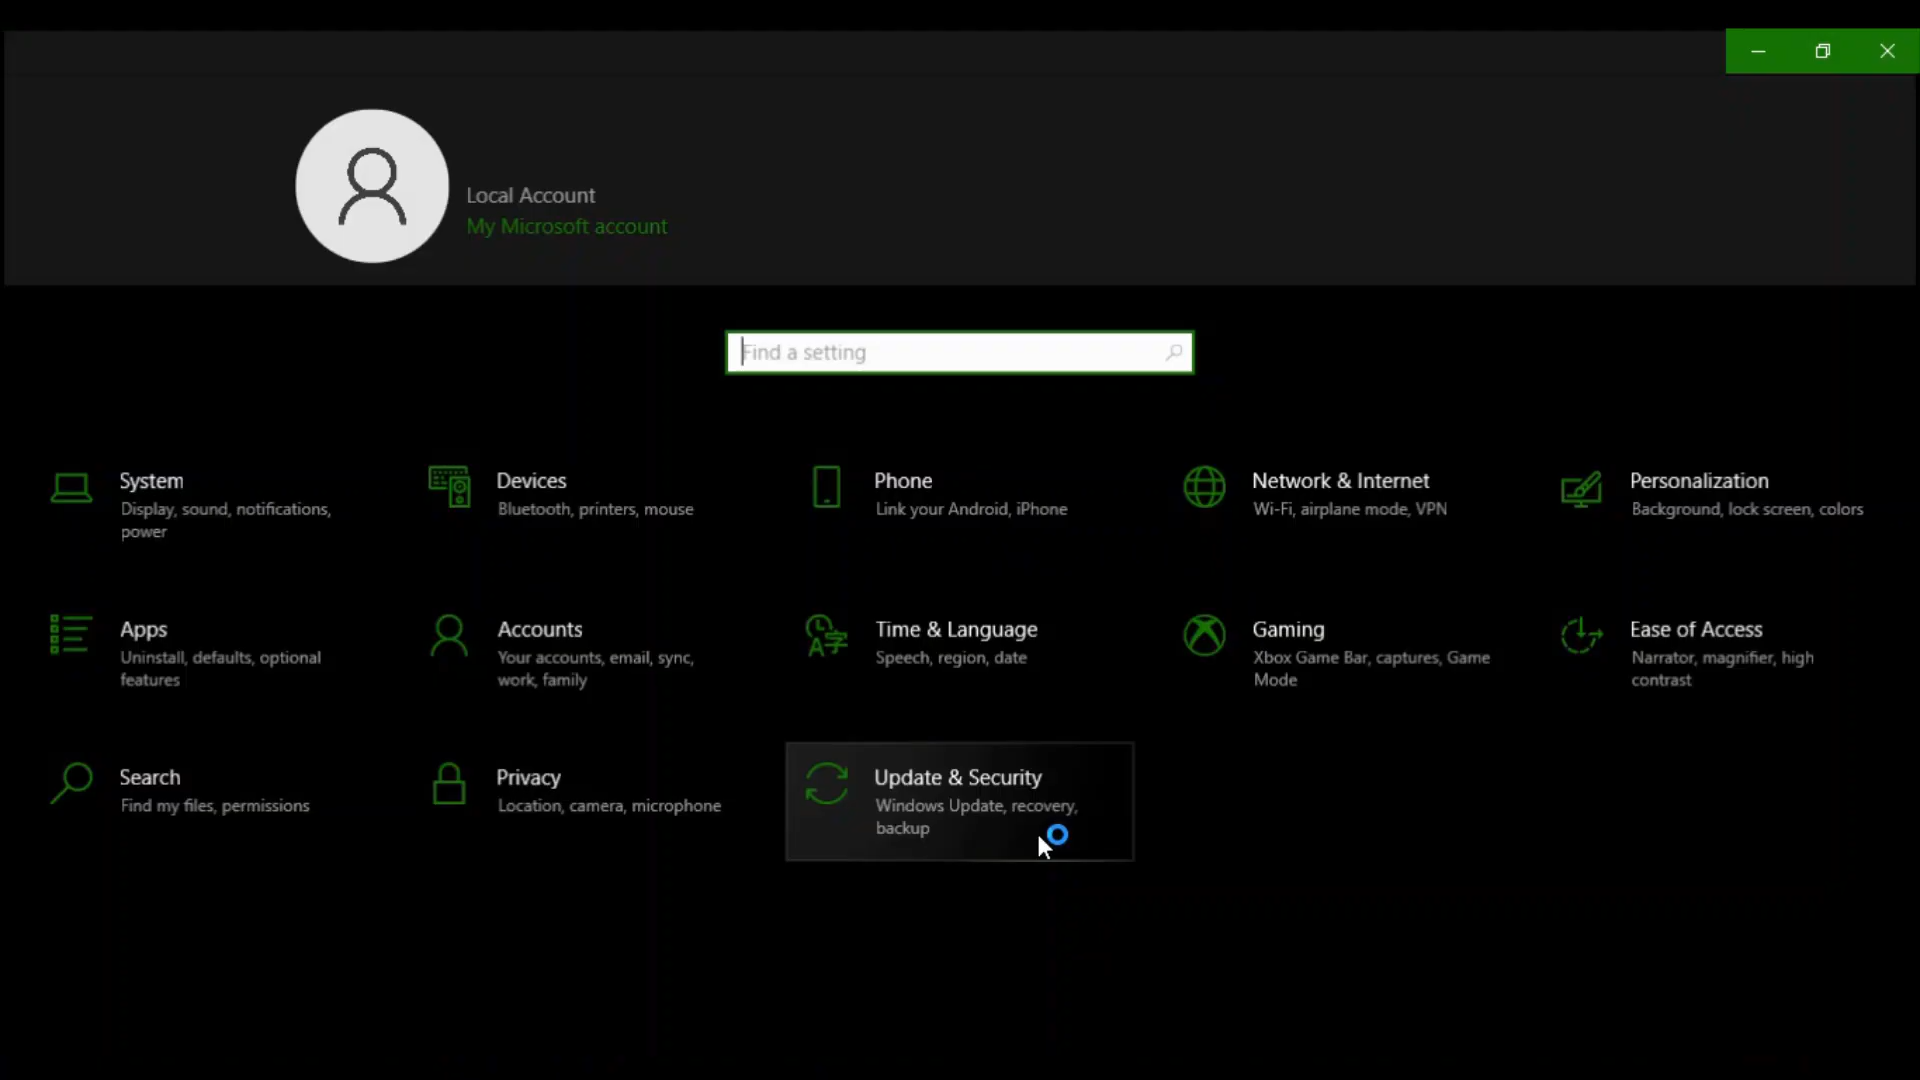 Local Account
My Microsoft account
Find a setting
System
Display, sound, notifications,
power
Devices
Bluetooth, printers, mouse
Phone
Link your Android, iPhone
Network & Internet
Wi-Fi, airplane mode, VPN
Personalization
Background, lock screen, colors
Apps
Uninstall, defaults, optional
features
Accounts
Your accounts, email, sync,
work, family
Time & Language
Speech, region, date
Gaming
Xbox Game Bar, captures, Game
Mode
Ease of Access
Narrator, magnifier, high
contrast
Search
Find my files, permissions
Privacy
Location, camera, microphone
Update & Security
Windows Update, recovery,
backup